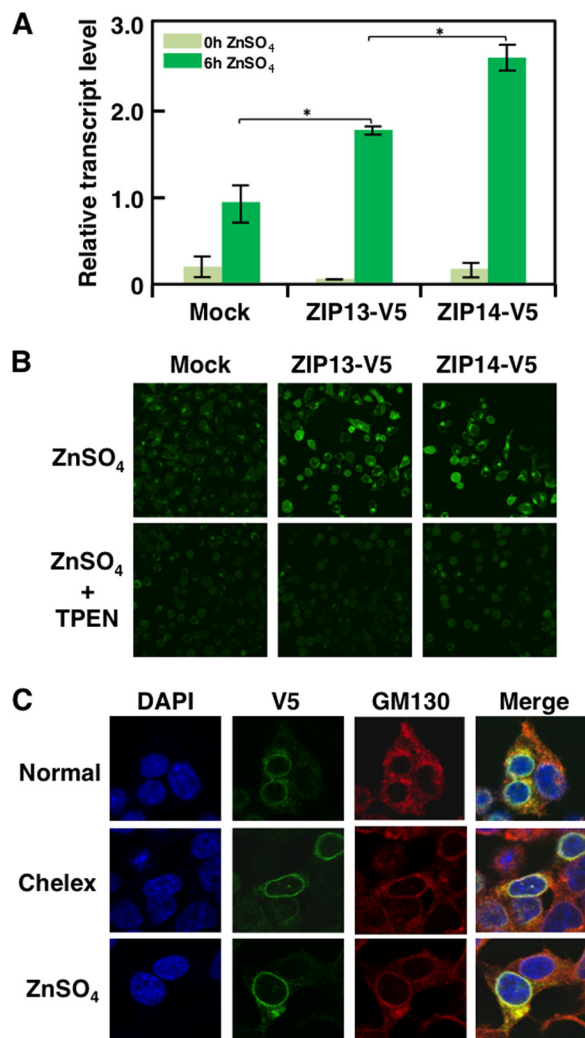 A
3.0
2.0
1.0
0
Relative transcript level
0h ZnSO₄
6h ZnSO₄
*
*
Mock ZIP13-V5 ZIP14-V5
B
Mock ZIP13-V5 ZIP14-V5
ZnSO₄
ZnSO₄
+
TPEN
C
DAPI V5 GM130 Merge
Normal
Chelex
ZnSO₄